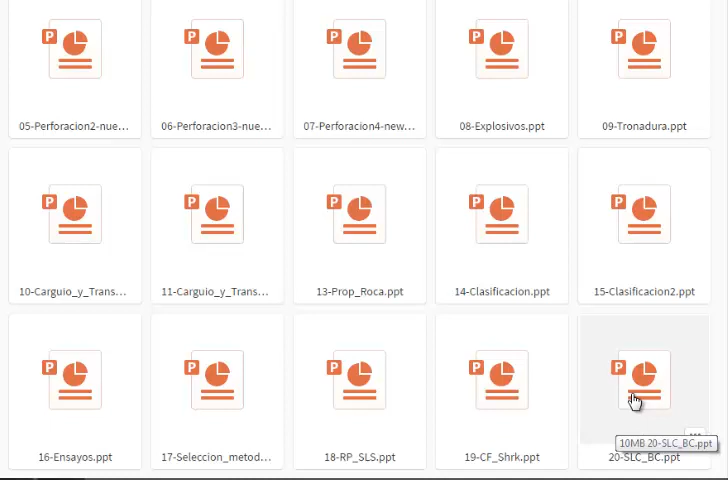 P P P P P
05-Perforacion2-nue... 06-Perforacion3-nue... 07-Perforacion4-new... 08-Explosivos.ppt 09-Tronadura.ppt
P P P P P
10-Carguio_y_Trans... 11-Carguio_y_Trans... 13-Prop_Roca.ppt 14-Clasificacion.ppt 15-Clasificacion2.ppt
P P P P P
10MB 20-SLC_BC.ppt
16-Ensayos.ppt 17-Seleccion_metod... 18-RP_SLS.ppt 19-CF_Shrk.ppt 20-SLC_BC.ppt